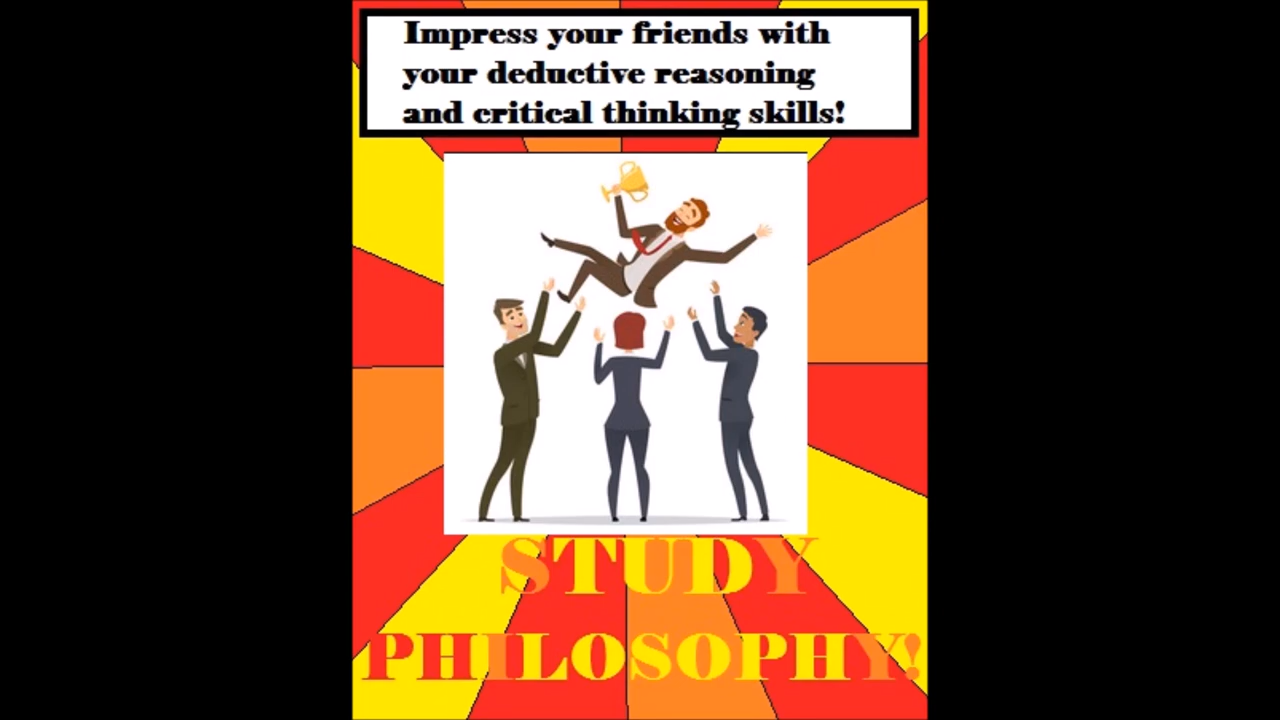 Impress your friends with
your deductive reasoning
and critical thinking skills!
STUDY
PHILOSOPHY!